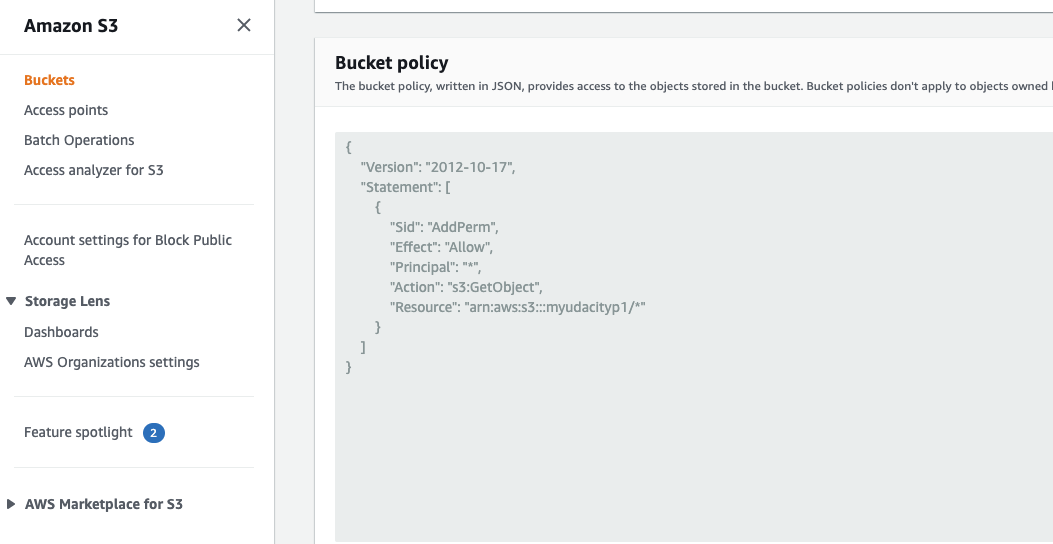 Amazon S3
Buckets
Access points
Batch Operations
Access analyzer for S3
Account settings for Block Public
Access
Storage Lens
Dashboards
AWS Organizations settings
Feature spotlight 2
AWS Marketplace for S3
Bucket policy
The bucket policy, written in JSON, provides access to the objects stored in the bucket. Bucket policies don't apply to objects owned
{
"Version": "2012-10-17",
"Statement": [
{
"Sid": "AddPerm",
"Effect": "Allow",
"Principal": "*",
"Action": "s3:GetObject",
"Resource": "arn:aws:s3:::myudacityp1/*"
}
]
}